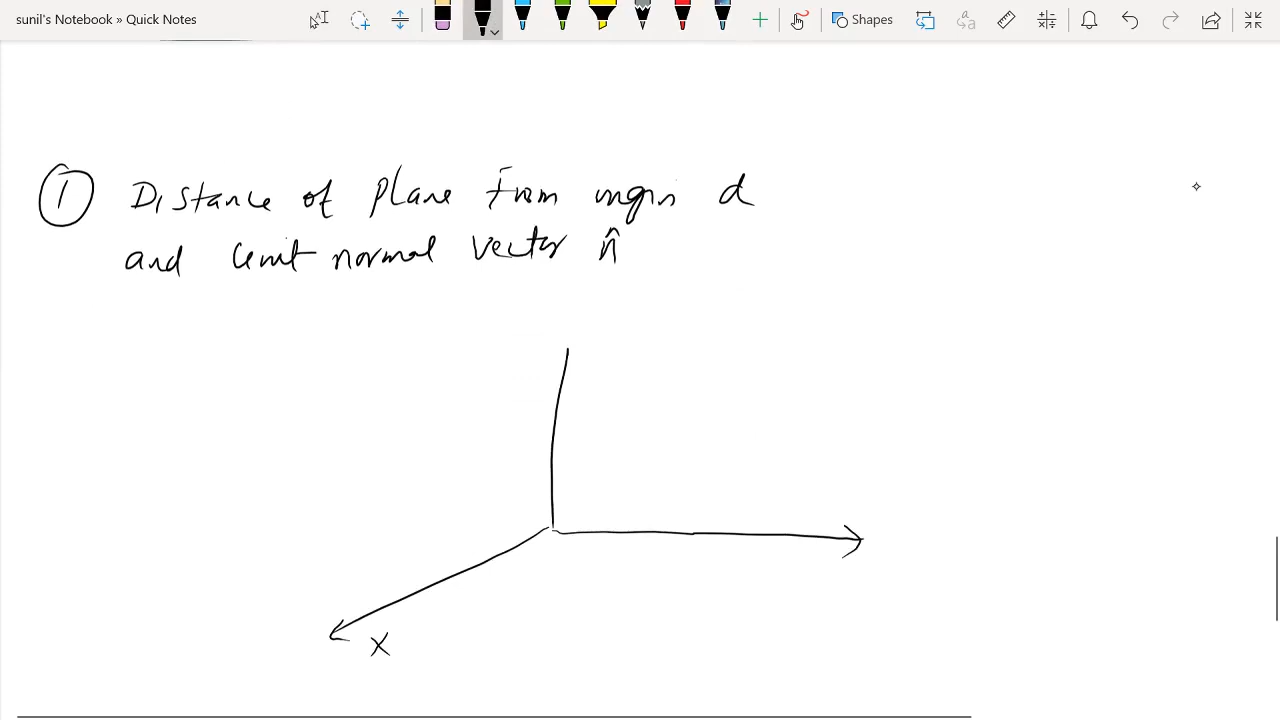 sunil's Notebook » Quick Notes
Shapes
① Distance of plane from origin d
and unit normal vector n̂
X